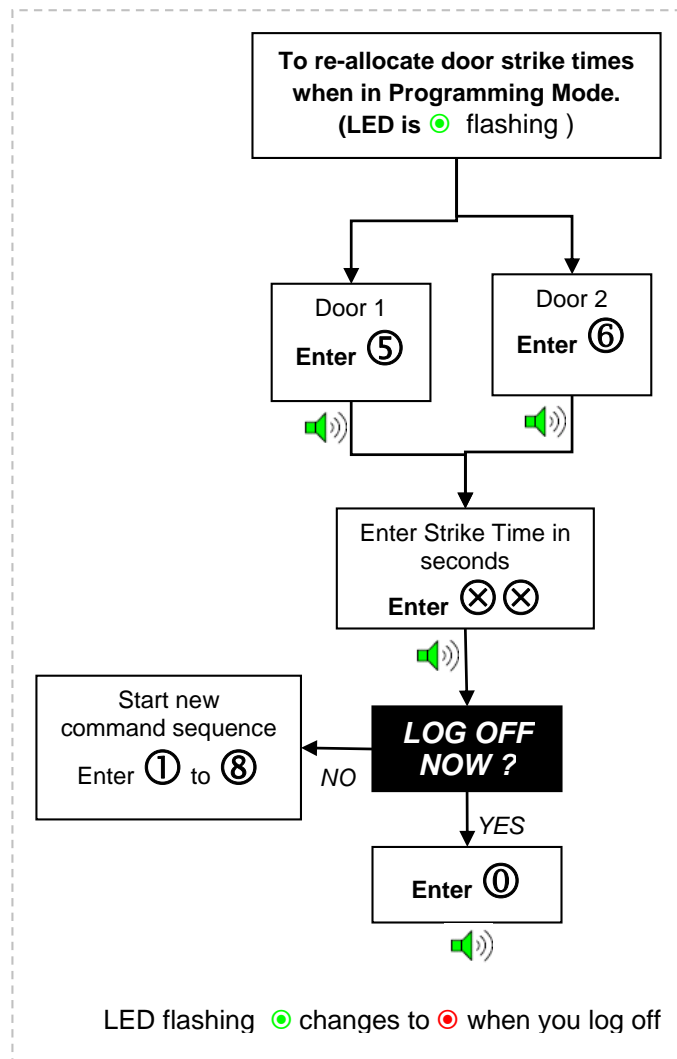 To re-allocate door strike times
when in Programming Mode.
(LED is flashing )
Door 1
Enter ⑤
Door 2
Enter ⑥
Enter Strike Time in
seconds
Enter ⓧⓧ
Start new
command sequence
Enter ① to ⑧
LOG OFF
NOW ?
NO
YES
Enter ⓪
LED flashing changes to when you log off